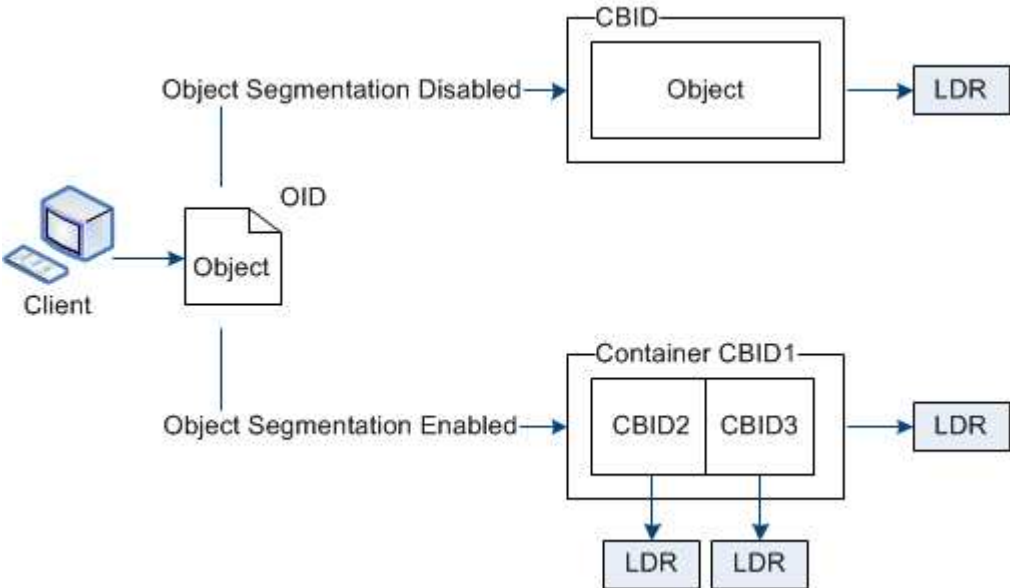 CBID
Object Segmentation Disabled
Object
LDR
OID
Object
Client
Container CBID1
Object Segmentation Enabled
CBID2
CBID3
LDR
LDR
LDR